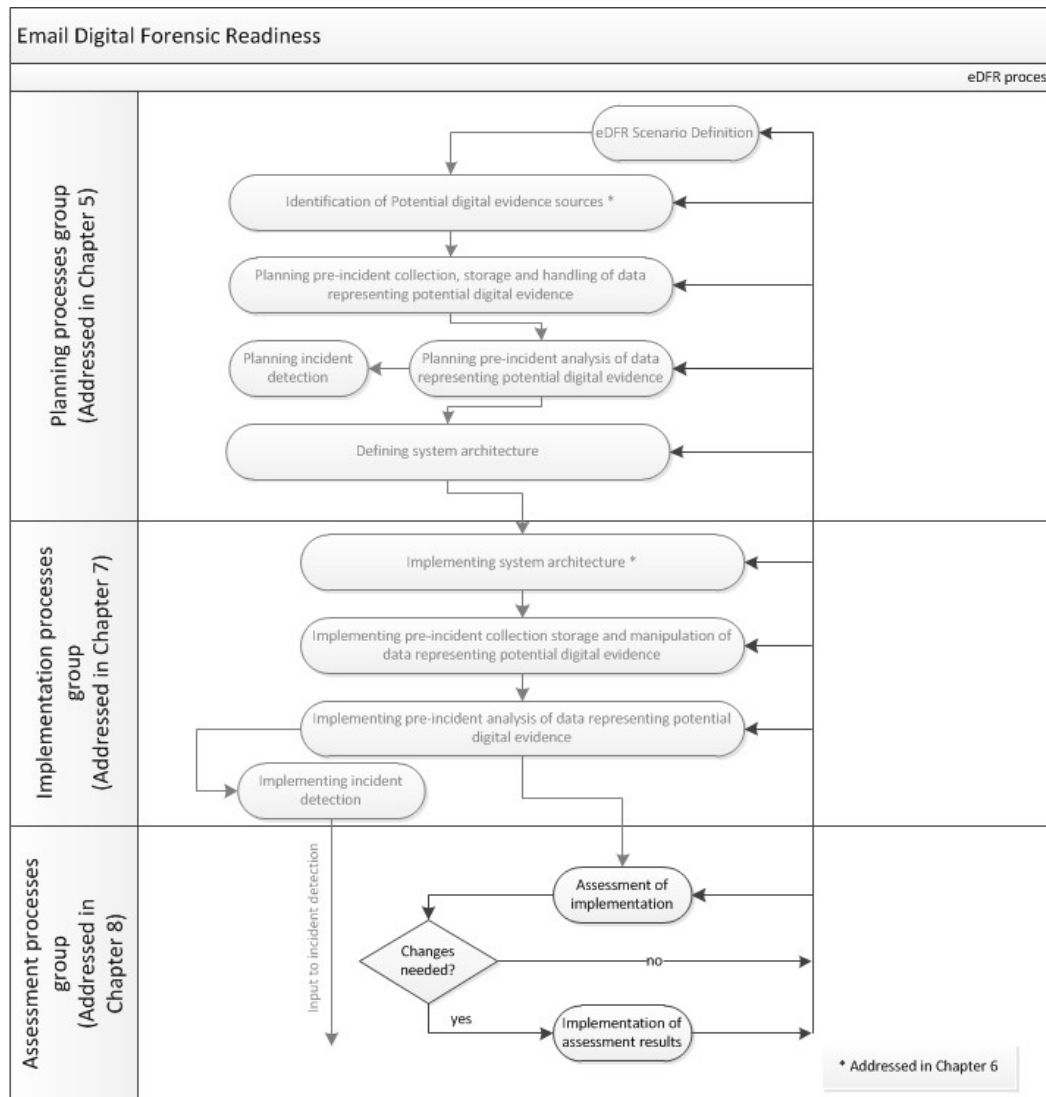 Email Digital Forensic Readiness
eDFR proces
Planning processes group
(Addressed in Chapter 5)
eDFR Scenario Definition
Identification of Potential digital evidence sources *
Planning pre-incident collection, storage and handling of data
representing potential digital evidence
Planning incident
detection
Planning pre-incident analysis of data
representing potential digital evidence
Defining system architecture
Implementation processes
group
(Addressed in Chapter 7)
Implementing system architecture *
Implementing pre-incident collection storage and manipulation of
data representing potential digital evidence
Implementing pre-incident analysis of data representing potential
digital evidence
Implementing incident
detection
Assessment processes
group
(Addressed in
Chapter 8)
Input to incident detection
Assessment of
implementation
Changes
needed?
no
yes
Implementation of
assessment results
* Addressed in Chapter 6